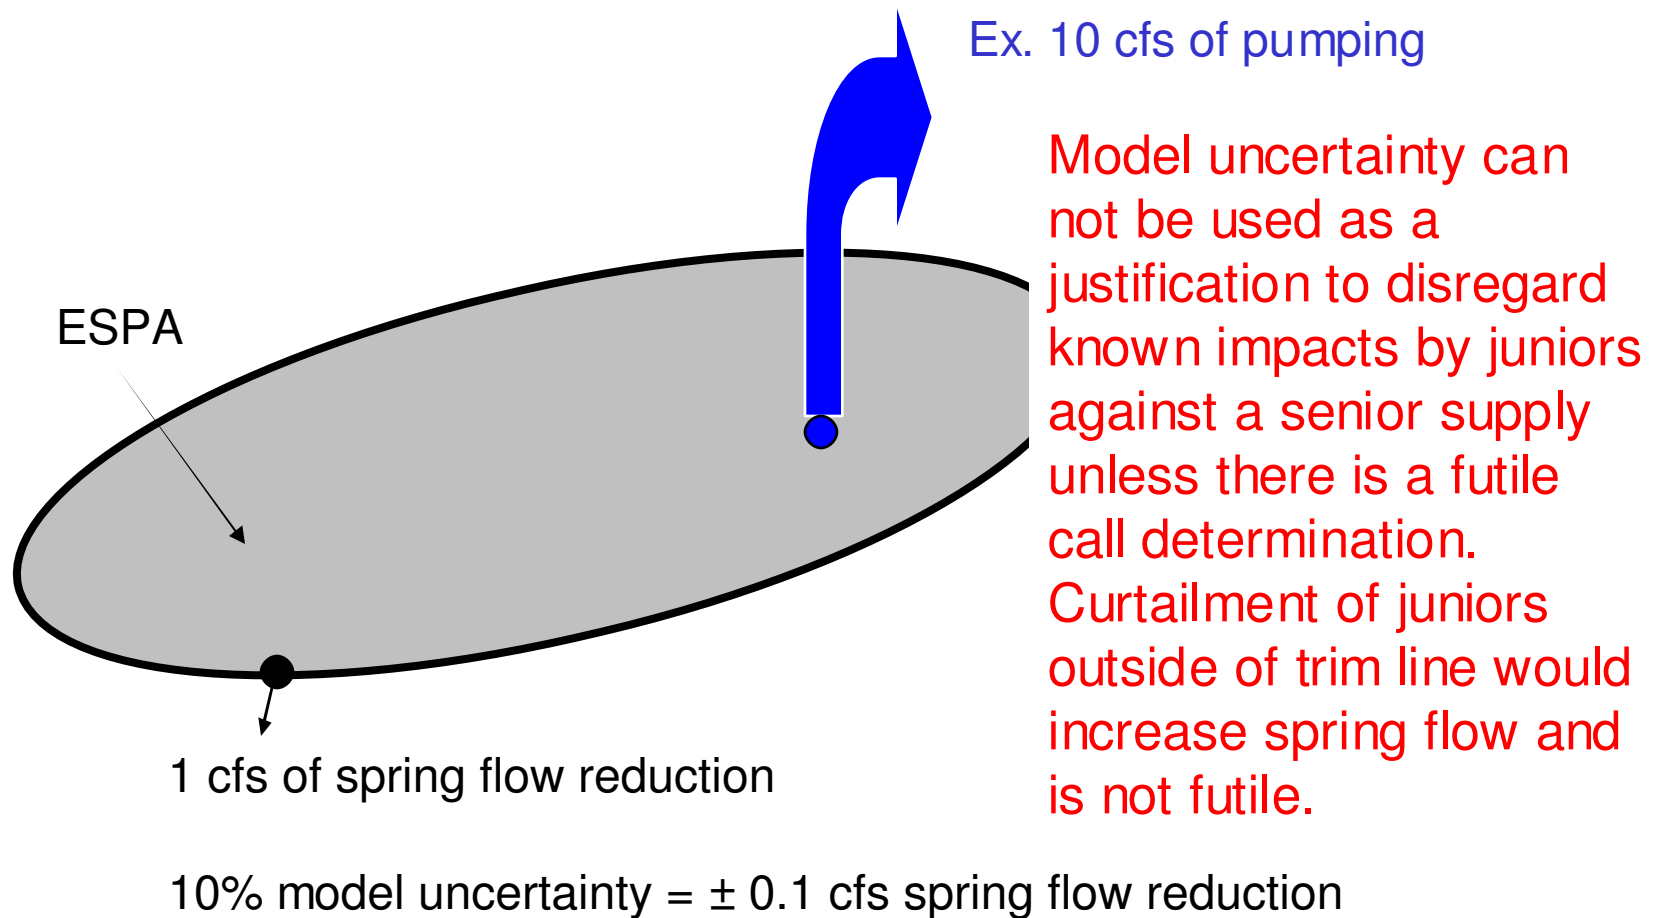 Ex. 10 cfs of pumping
Model uncertainty can
not be used as a
justification to disregard
known impacts by juniors
against a senior supply
unless there is a futile
call determination.
Curtailment of juniors
outside of trim line would
increase spring flow and
is not futile.
ESPA
1 cfs of spring flow reduction
10% model uncertainty = ± 0.1 cfs spring flow reduction